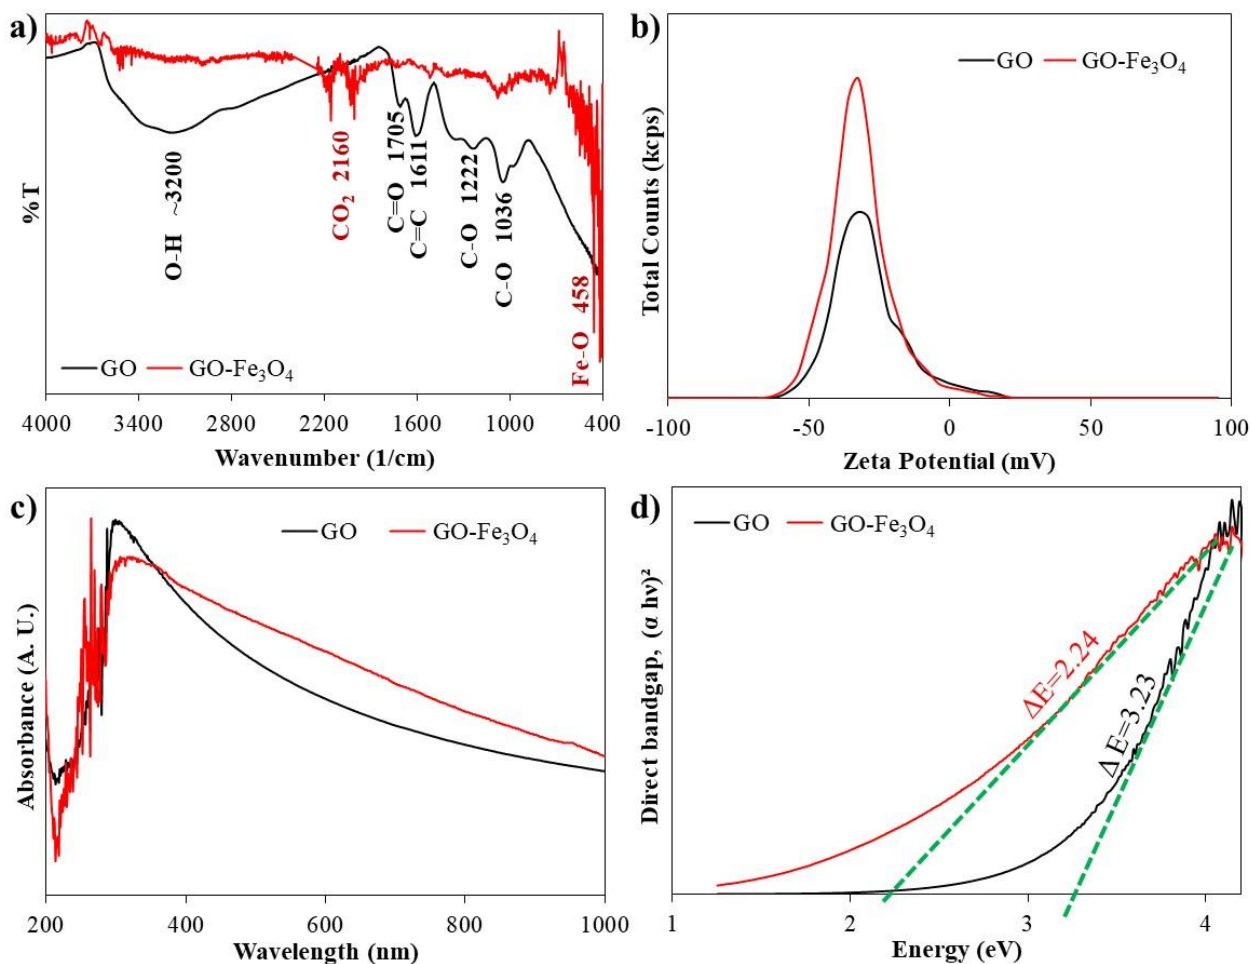 a)
%T
O-H ~3200
CO₂ 2160
C=O 1705
C=C 1611
C-O 1222
C-O 1036
Fe-O 458
GO GO-Fe₃O₄
4000 3400 2800 2200 1600 1000 400
Wavenumber (1/cm)
b)
Total Counts (kcps)
GO GO-Fe₃O₄
-100 -50 0 50 100
Zeta Potential (mV)
c)
Absorbance (A. U.)
GO GO-Fe₃O₄
200 400 600 800 1000
Wavelength (nm)
d)
Direct bandgap, (α hν)²
GO GO-Fe₃O₄
ΔE=2.24
ΔE=3.23
1 2 3 4
Energy (eV)